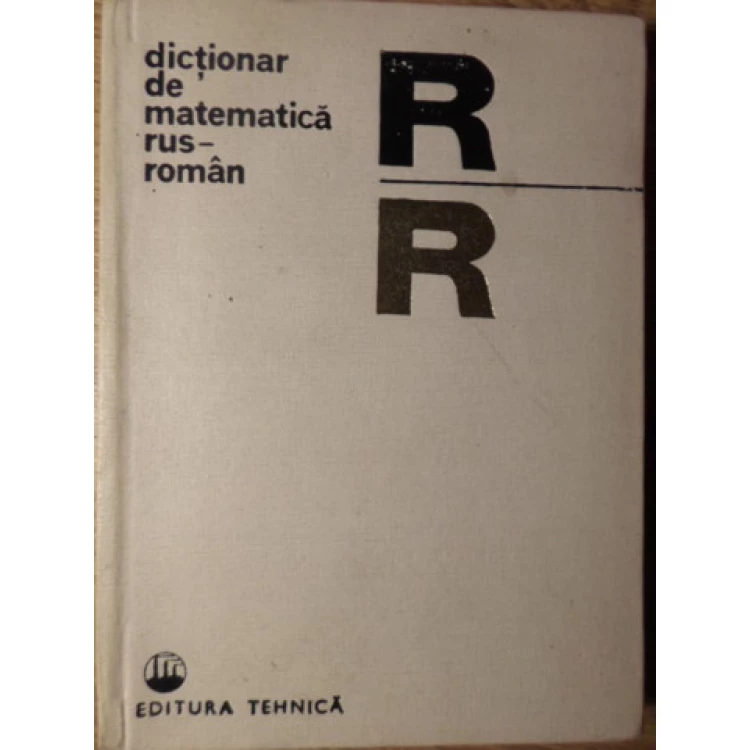 dicționar
de
matematică
rus–
român
R
R
EDITURA TEHNICĂ